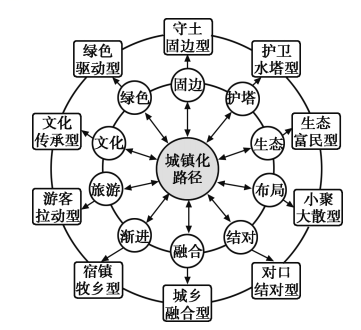 守土
固边型
绿色
驱动型
护卫
水塔型
固边
绿色
护塔
文化
传承型
生态
富民型
文化
生态
城镇化
路径
游客
拉动型
旅游
布局
小聚
大散型
渐进
结对
融合
宿镇
牧乡型
对口
结对型
城乡
融合型